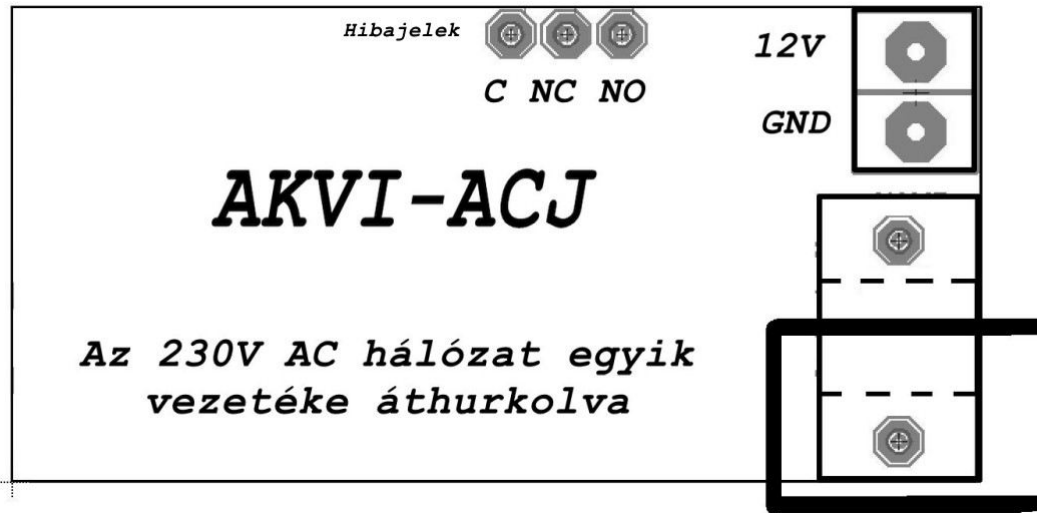 Hibajelek
C NC NO
12V
GND
AKVI-ACJ
Az 230V AC hálózat egyik
vezetéke áthurkolva